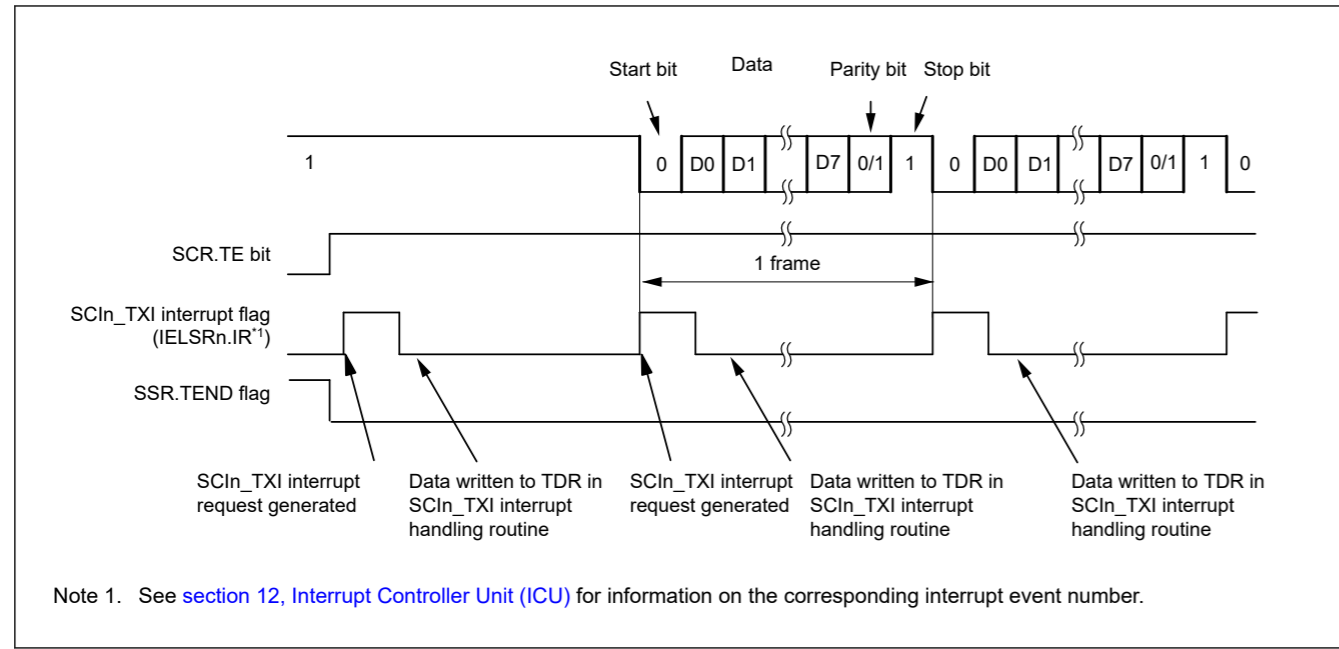 Start bit
Data
Parity bit
Stop bit
1
0
D0
D1
D7
0/1
1
0
D0
D1
D7
0/1
1
0
SCR.TE bit
1 frame
SCIn_TXI interrupt flag
(IELSRn.IR*1)
SSR.TEND flag
SCIn_TXI interrupt
request generated
Data written to TDR in
SCIn_TXI interrupt
handling routine
SCIn_TXI interrupt
request generated
Data written to TDR in
SCIn_TXI interrupt
handling routine
Data written to TDR in
SCIn_TXI interrupt
handling routine
Note 1. See section 12, Interrupt Controller Unit (ICU) for information on the corresponding interrupt event number.